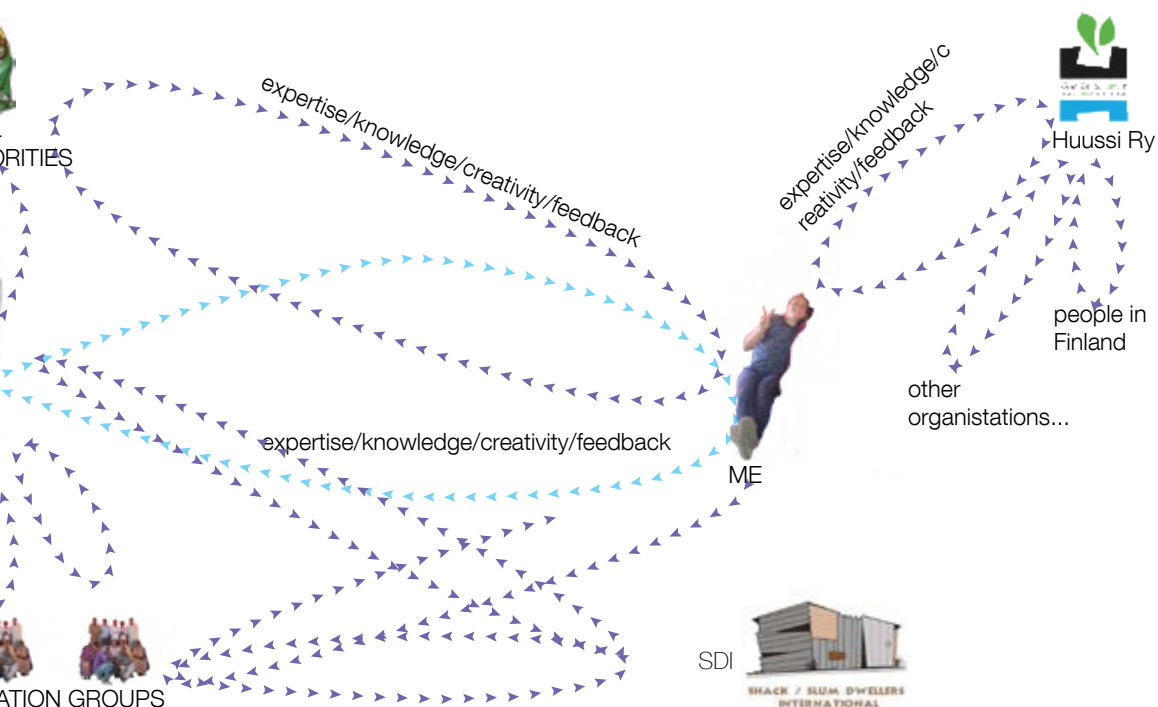 expertise/knowledge/c
reativity/feedback
expertise/knowledge/creativity/feedback
Huussi Ry
ORITIES
people in
Finland
other
organistations...
expertise/knowledge/creativity/feedback
ME
SDI
SHACK / SLUM DWELLERS
INTERNATIONAL
ATION GROUPS